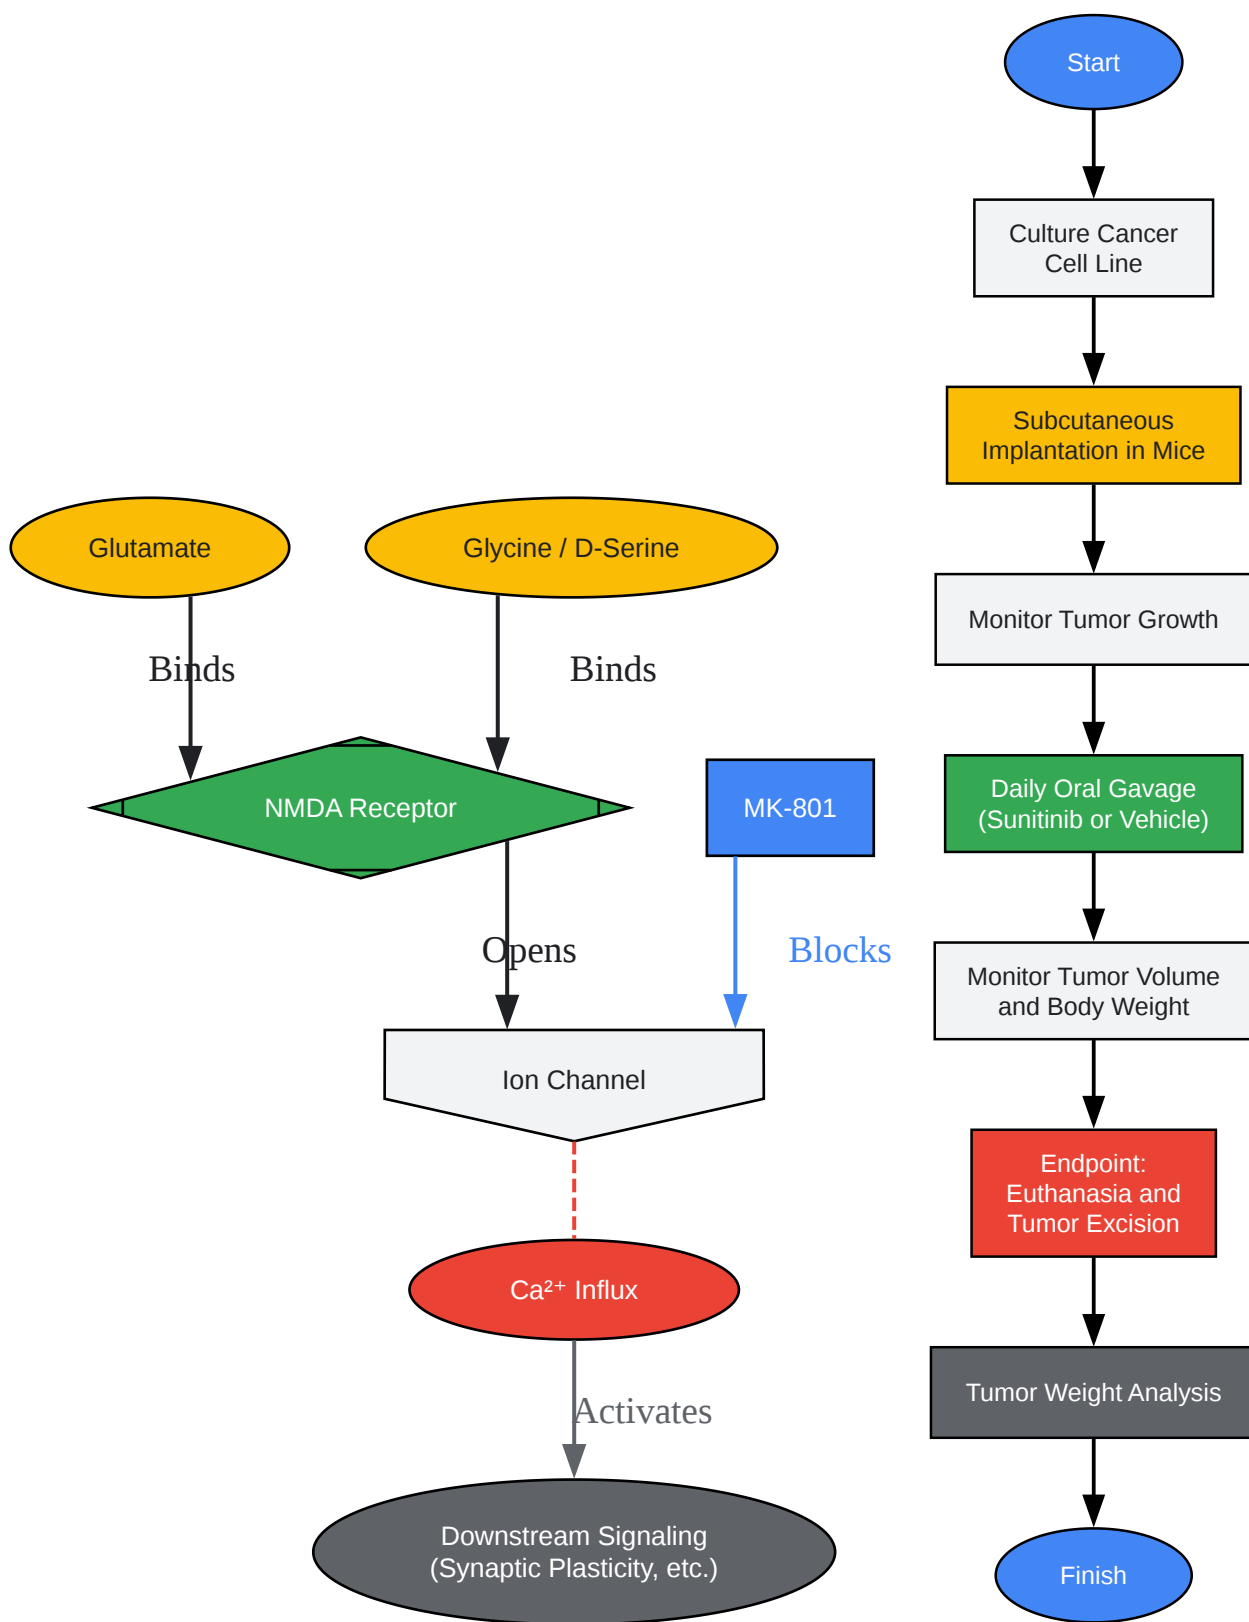 Glutamate
Glycine / D-Serine
Binds
Binds
NMDA Receptor
MK-801
Opens
Blocks
Ion Channel
Ca²⁺ Influx
Activates
Downstream Signaling
(Synaptic Plasticity, etc.)
Start
Culture Cancer
Cell Line
Subcutaneous
Implantation in Mice
Monitor Tumor Growth
Daily Oral Gavage
(Sunitinib or Vehicle)
Monitor Tumor Volume
and Body Weight
Endpoint:
Euthanasia and
Tumor Excision
Tumor Weight Analysis
Finish